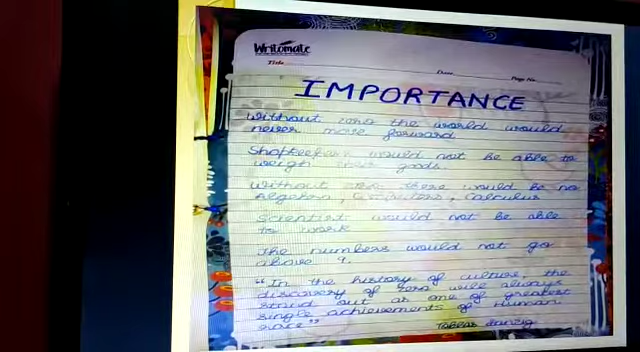 Writomate
Title
Date
Page No.
IMPORTANCE
Without zero the world would
never move forward
Shopkeepers would not be able to
weigh their goods.
Without zero there would be no
Algebra, Computers, Calculus
Scientist would not be able
to work
The numbers would not go
above 9.
"In the history of culture, the
discovery of zero will always
stand out as one of greatest
single achievements of Human
race"
Tobias Dantzig